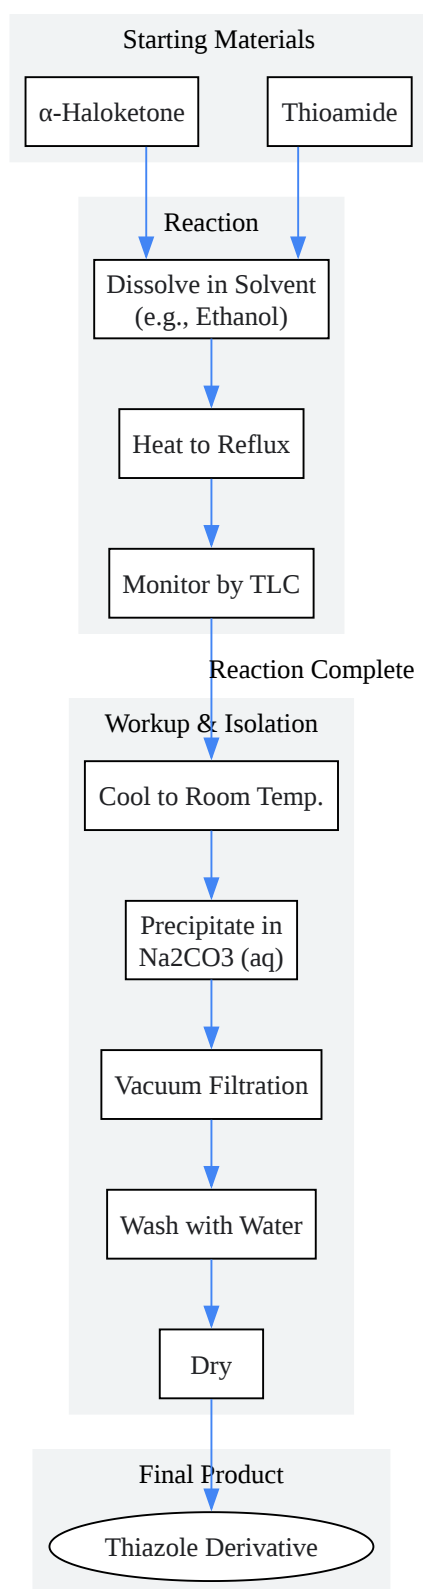 Starting Materials
α-Haloketone
Thioamide
Reaction
Dissolve in Solvent
(e.g., Ethanol)
Heat to Reflux
Monitor by TLC
Reaction Complete
Workup & Isolation
Cool to Room Temp.
Precipitate in
Na2CO3 (aq)
Vacuum Filtration
Wash with Water
Dry
Final Product
Thiazole Derivative